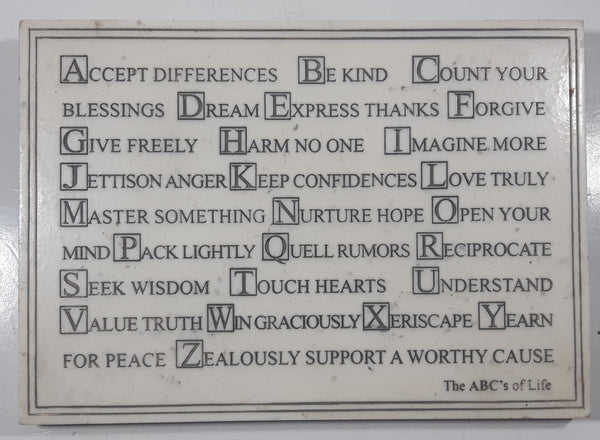 ACCEPT DIFFERENCES BE KIND COUNT YOUR
BLESSINGS DREAM EXPRESS THANKS FORGIVE
GIVE FREELY HARM NO ONE IMAGINE MORE
JETTISON ANGER KEEP CONFIDENCES LOVE TRULY
MASTER SOMETHING NURTURE HOPE OPEN YOUR
MIND PACK LIGHTLY QUELL RUMORS RECIPROCATE
SEEK WISDOM TOUCH HEARTS UNDERSTAND
VALUE TRUTH WIN GRACIOUSLY XERISCAPE YEARN
FOR PEACE ZEALOUSLY SUPPORT A WORTHY CAUSE
The ABC's of Life